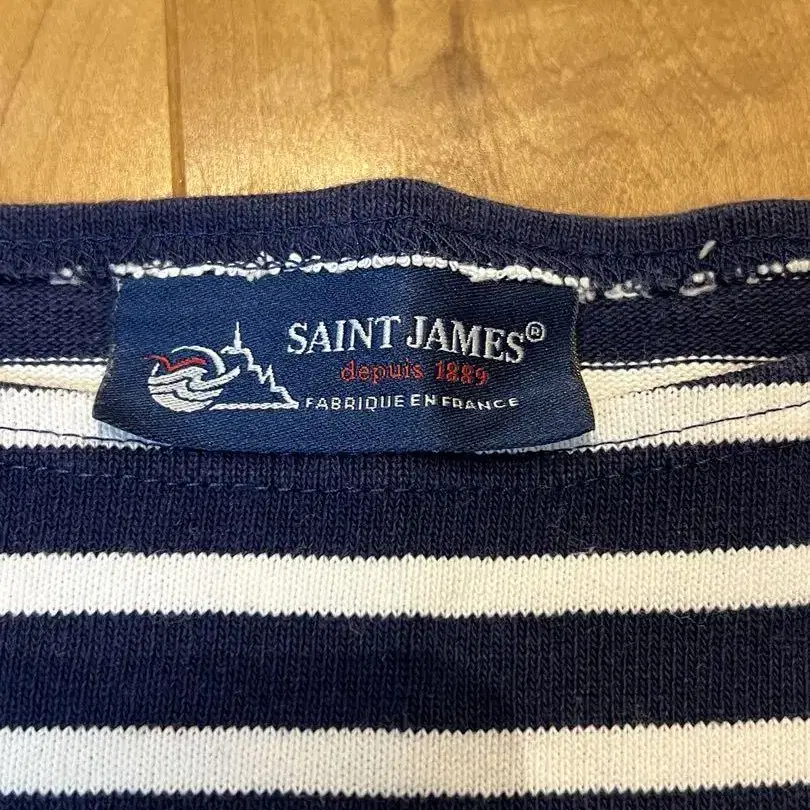 SAINT JAMES®
depuis 1889
FABRIQUE EN FRANCE